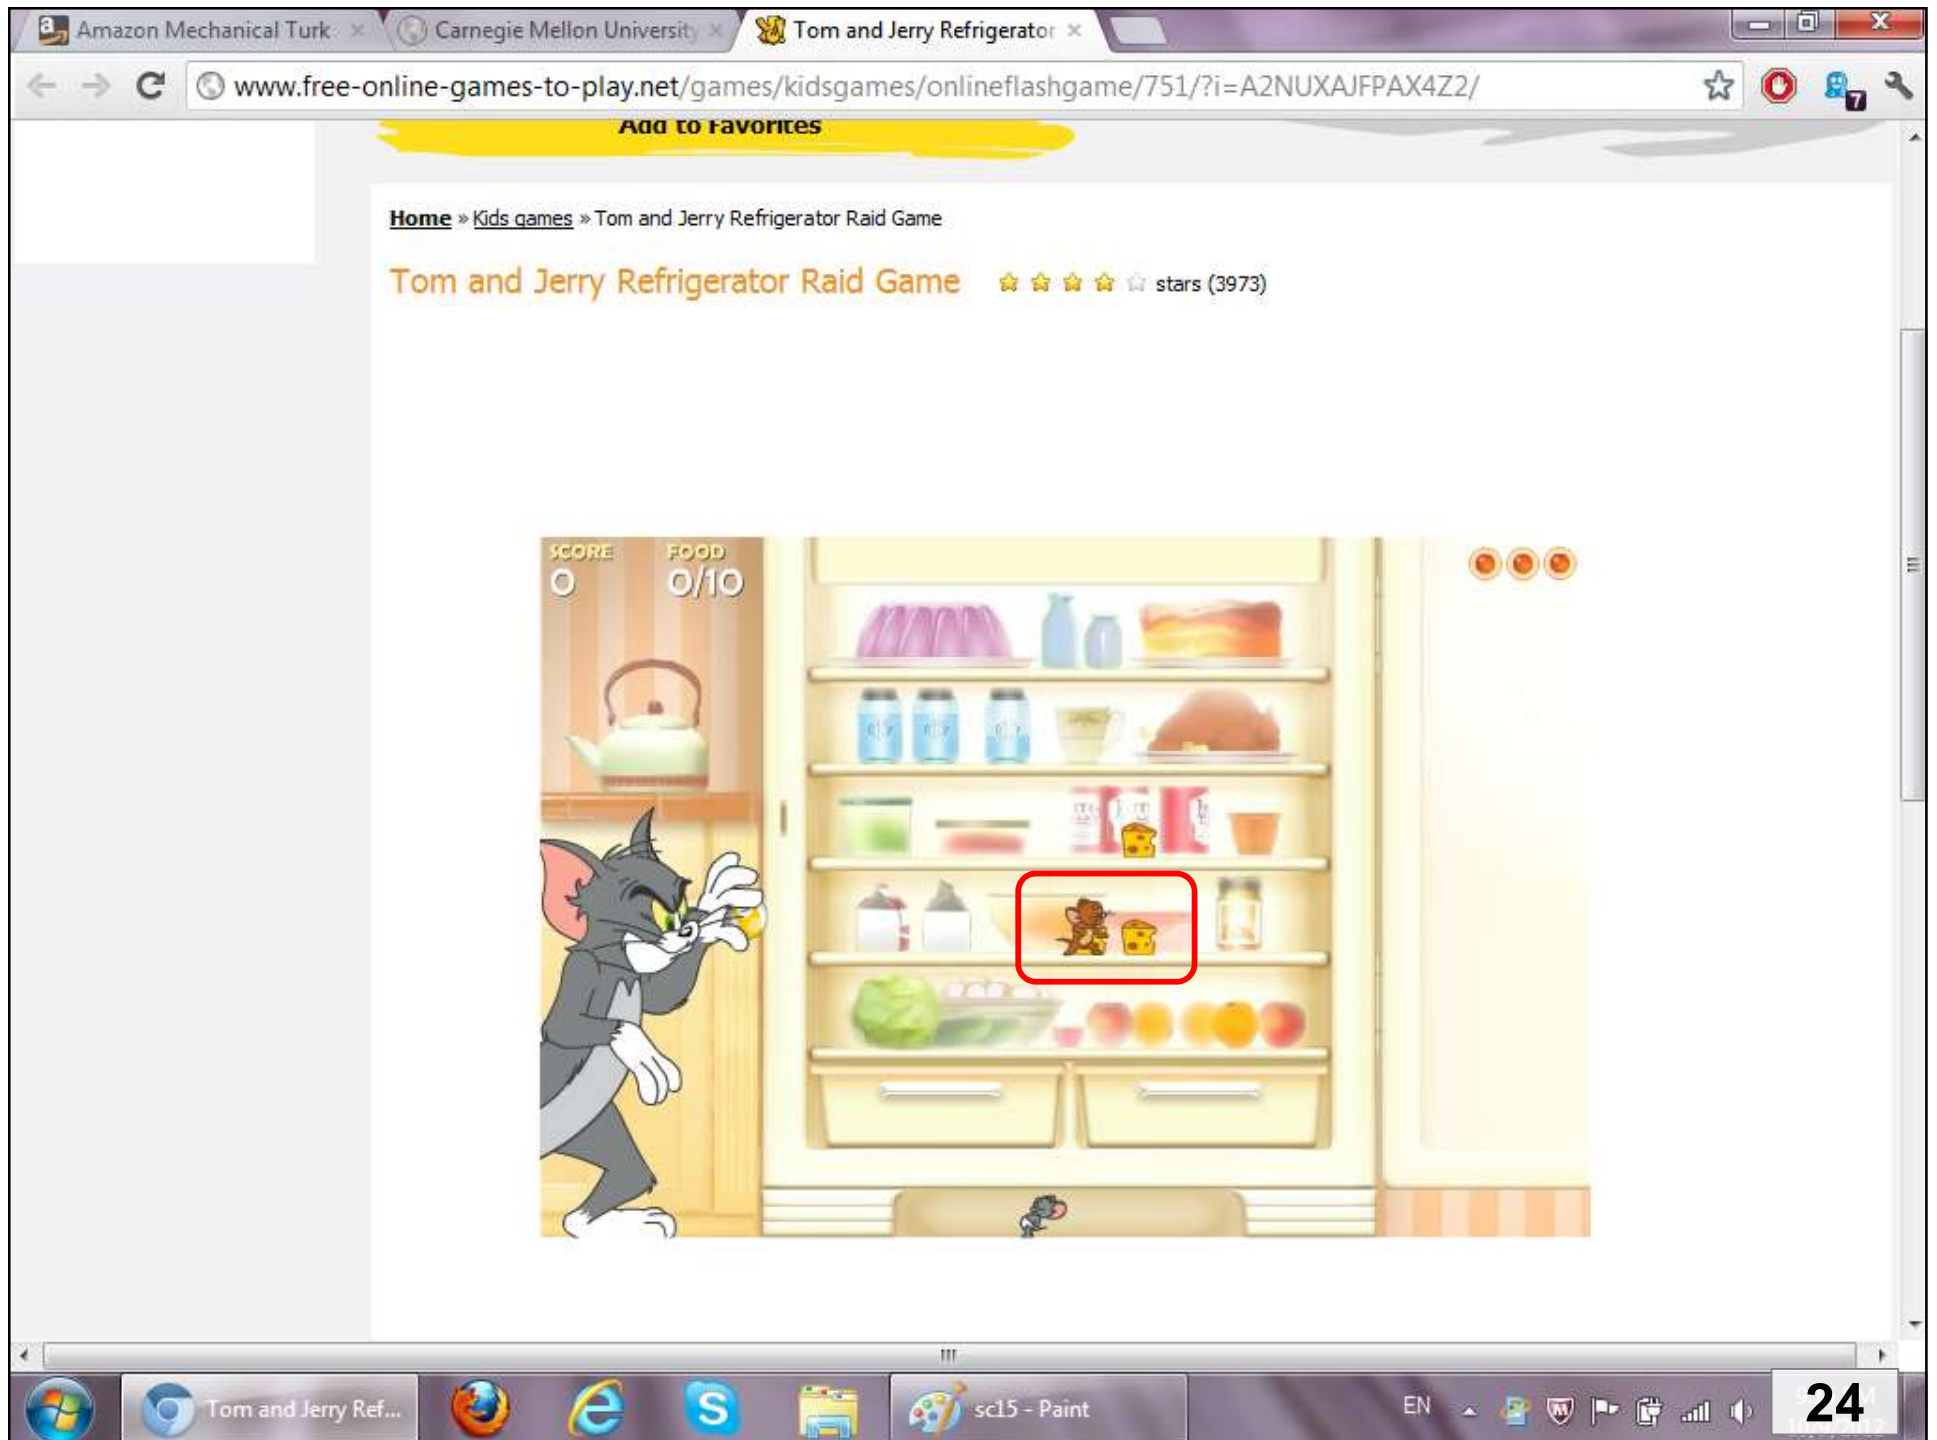 Amazon Mechanical Turk
Carnegie Mellon University
Tom and Jerry Refrigerator
www.free-online-games-to-play.net/games/kidsgames/onlineflashgame/751/?i=A2NUXAJFPAX4Z2/
7
Add to Favorites
Home » Kids games » Tom and Jerry Refrigerator Raid Game
Tom and Jerry Refrigerator Raid Game stars (3973)
SCORE FOOD
0 0/10
Tom and Jerry Ref...
sc15 - Paint
EN
24